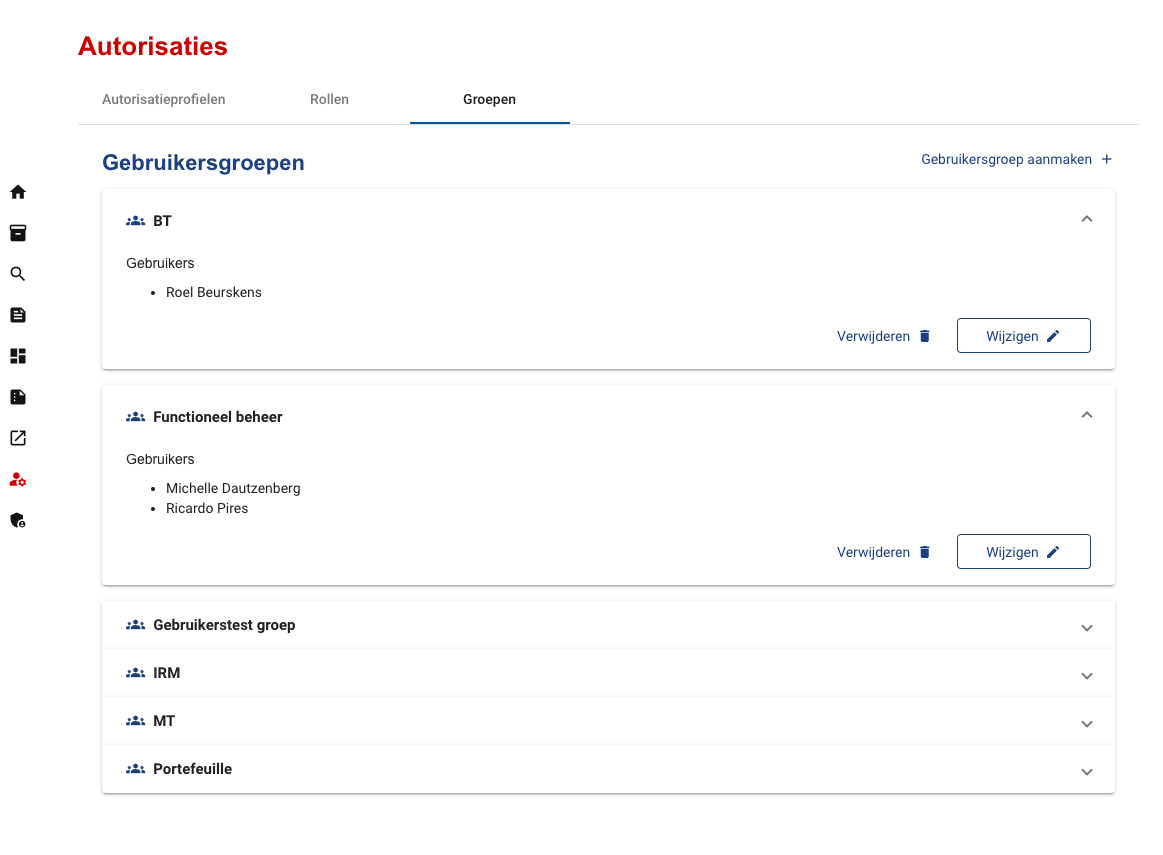 Autorisaties
Autorisatieprofielen Rollen Groepen
Gebruikersgroepen
Gebruikersgroep aanmaken
BT
Gebruikers
Roel Beurskens
Verwijderen Wijzigen
Functioneel beheer
Gebruikers
Michelle Dautzenberg
Ricardo Pires
Verwijderen Wijzigen
Gebruikerstest groep
IRM
MT
Portefeuille